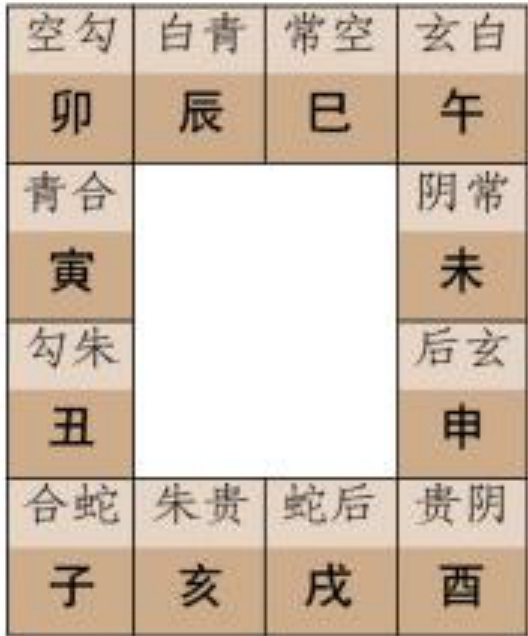 空勾 白青 常空 玄白
卯 辰 巳 午
青合 阴常
寅 未
勾朱 后玄
丑 申
合蛇 朱贵 蛇后 贵阴
子 亥 戌 酉